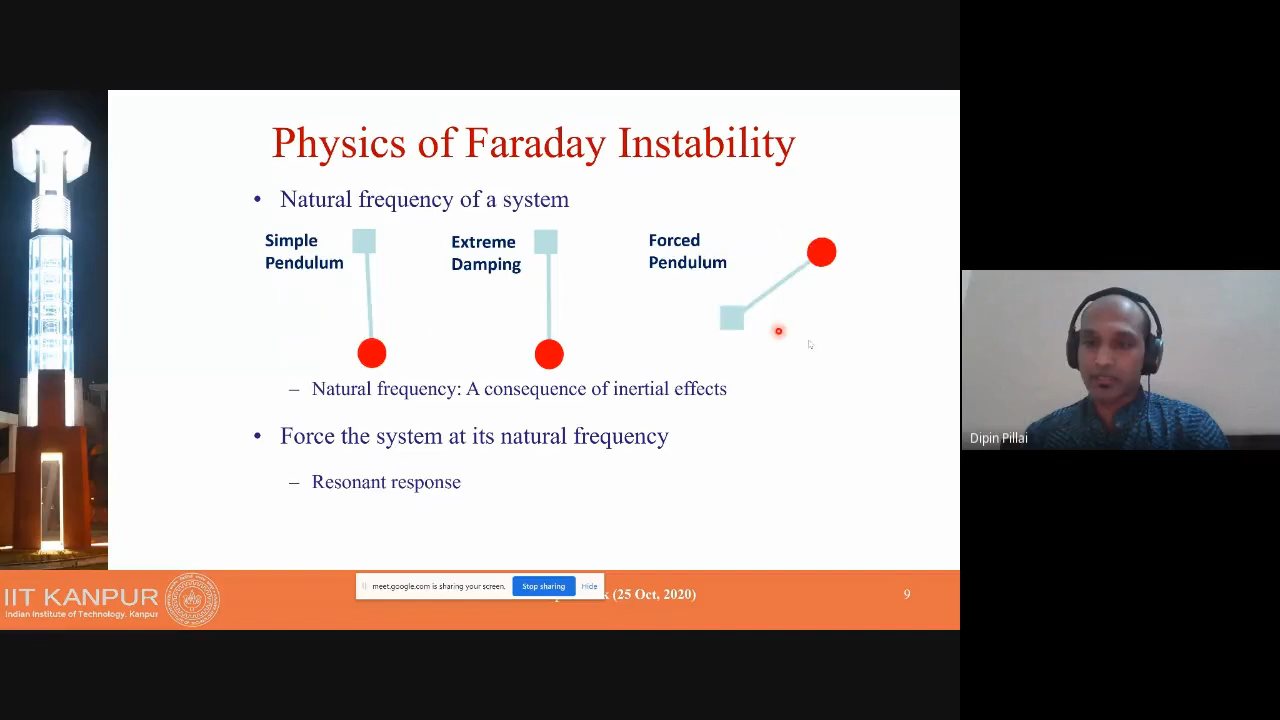 Physics of Faraday Instability
• Natural frequency of a system
Simple
Pendulum
Extreme
Damping
Forced
Pendulum
– Natural frequency: A consequence of inertial effects
• Force the system at its natural frequency
– Resonant response
Dipin Pillai
IIT KANPUR
Indian Institute of Technology, Kanpur
meet.google.com is sharing your screen.
Stop sharing
Hide
(25 Oct, 2020)
9